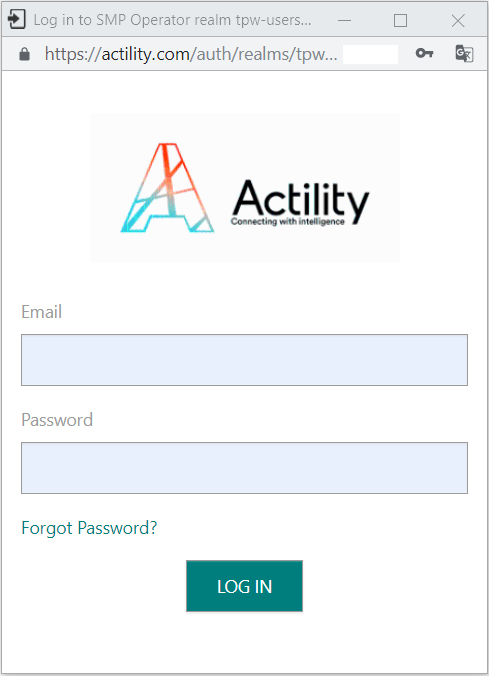 Log in to SMP Operator realm tpw-users...
https://actility.com/auth/realms/tpw...
Actility
Connecting with intelligence
Email
Password
Forgot Password?
LOG IN